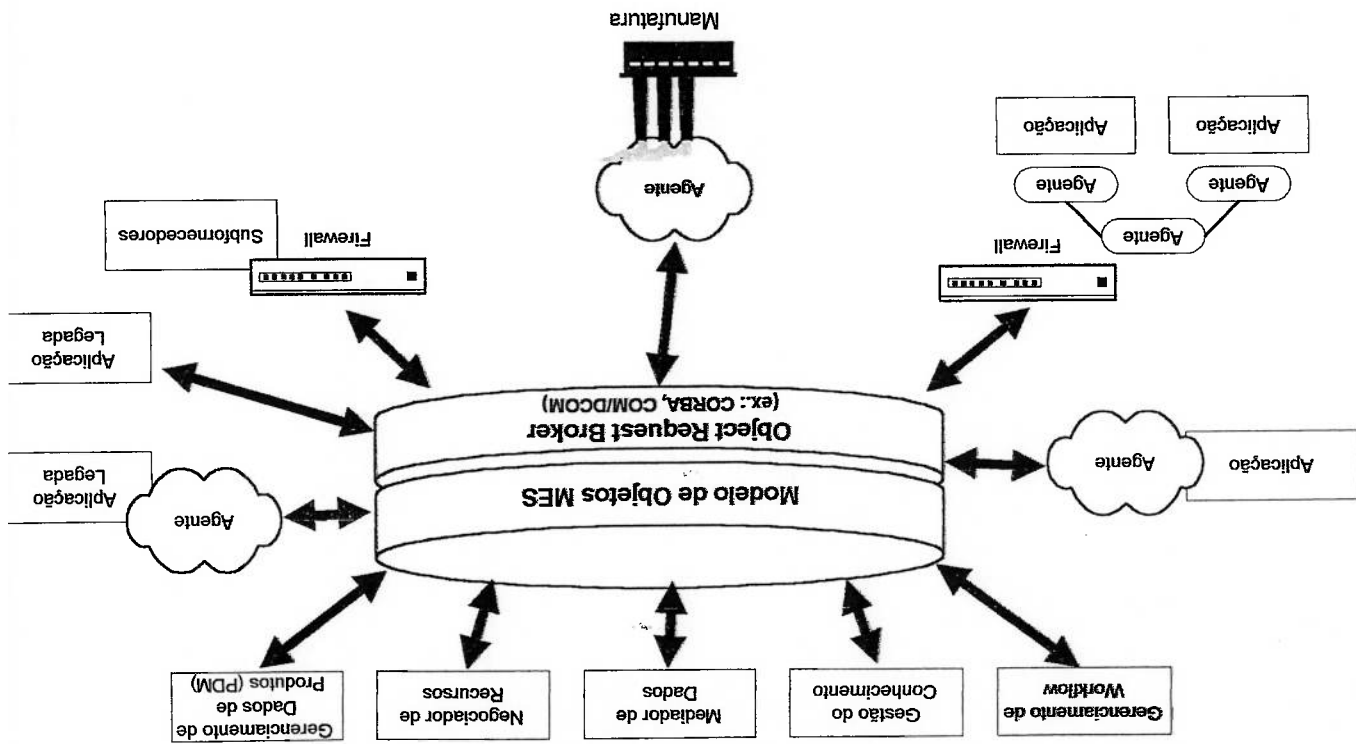 Gerenciamento de
Workflow
Gestão do
Conhecimento
Mediador de
Dados
Negociador de
Recursos
Gerenciamento de
Dados de
Produtos (PDM)
Aplicação
Agente
Modelo de Objetos MES
Object Request Broker
(ex.: CORBA, COM/DCOM)
Agente
Aplicação
Legada
Aplicação
Legada
Firewall
Agente
Agente
Agente
Aplicação
Aplicação
Agente
Manufatura
Firewall
Subfornecedores